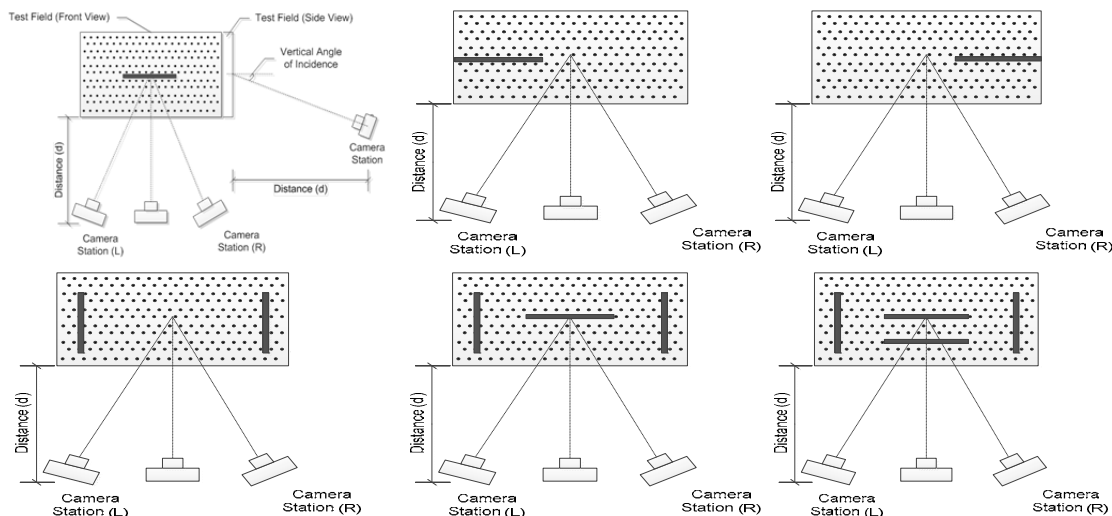 Test Field (Front View)
Test Field (Side View)
Vertical Angle
of Incidence
Distance (d)
Camera
Station
Distance (d)
Camera
Station (L)
Camera
Station (R)
Distance (d)
Camera
Station (L)
Camera
Station (R)
Distance (d)
Camera
Station (L)
Camera
Station (R)
Distance (d)
Camera
Station (L)
Camera
Station (R)
Distance (d)
Camera
Station (L)
Camera
Station (R)
Distance (d)
Camera
Station (L)
Camera
Station (R)